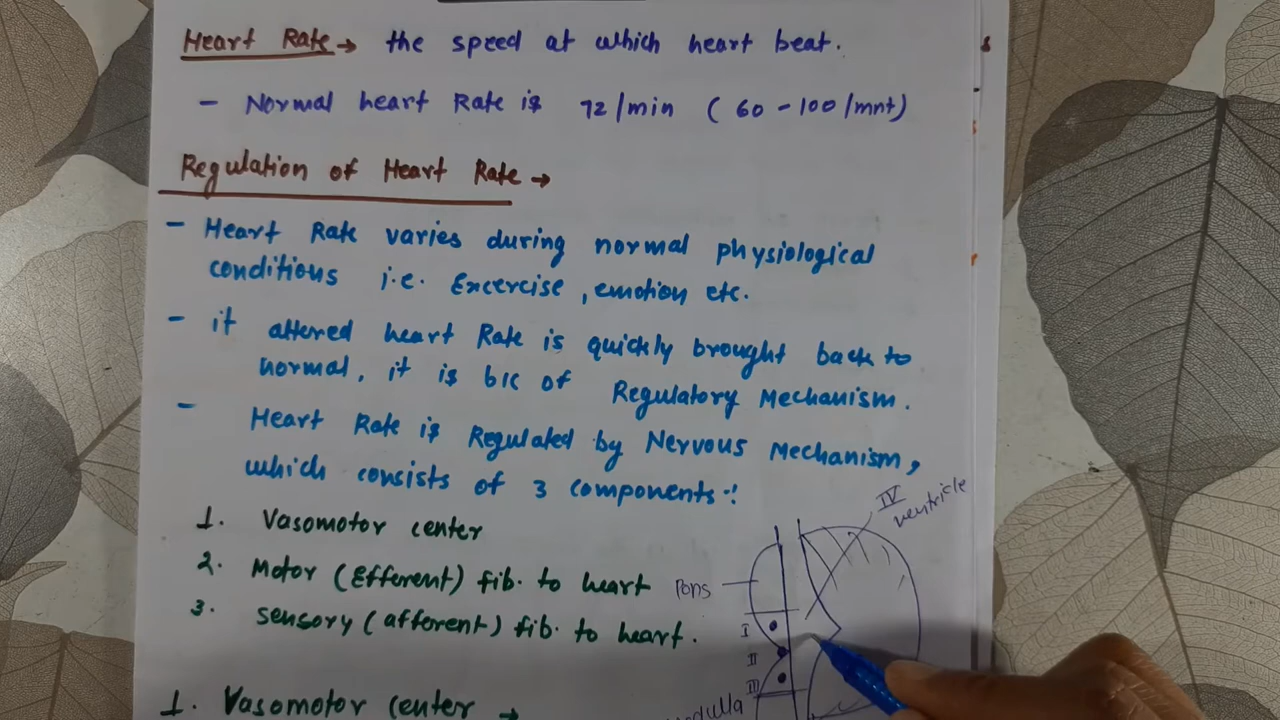 Heart Rate → the speed at which heart beat.
- Normal heart Rate is 72/min ( 60 - 100/mnt)
Regulation of Heart Rate →
- Heart Rate varies during normal physiological
conditions i.e. Excercise, emotion etc.
- it altered heart Rate is quickly brought back to
normal, it is b/c of Regulatory Mechanism.
- Heart Rate is Regulated by Nervous Mechanism,
which consists of 3 components :
1. Vasomotor center
2. Motor (Efferent) fib. to heart
3. sensory (afferent) fib. to heart.
1. Vasomotor center →
IV
ventricle
Pons
I
II
III